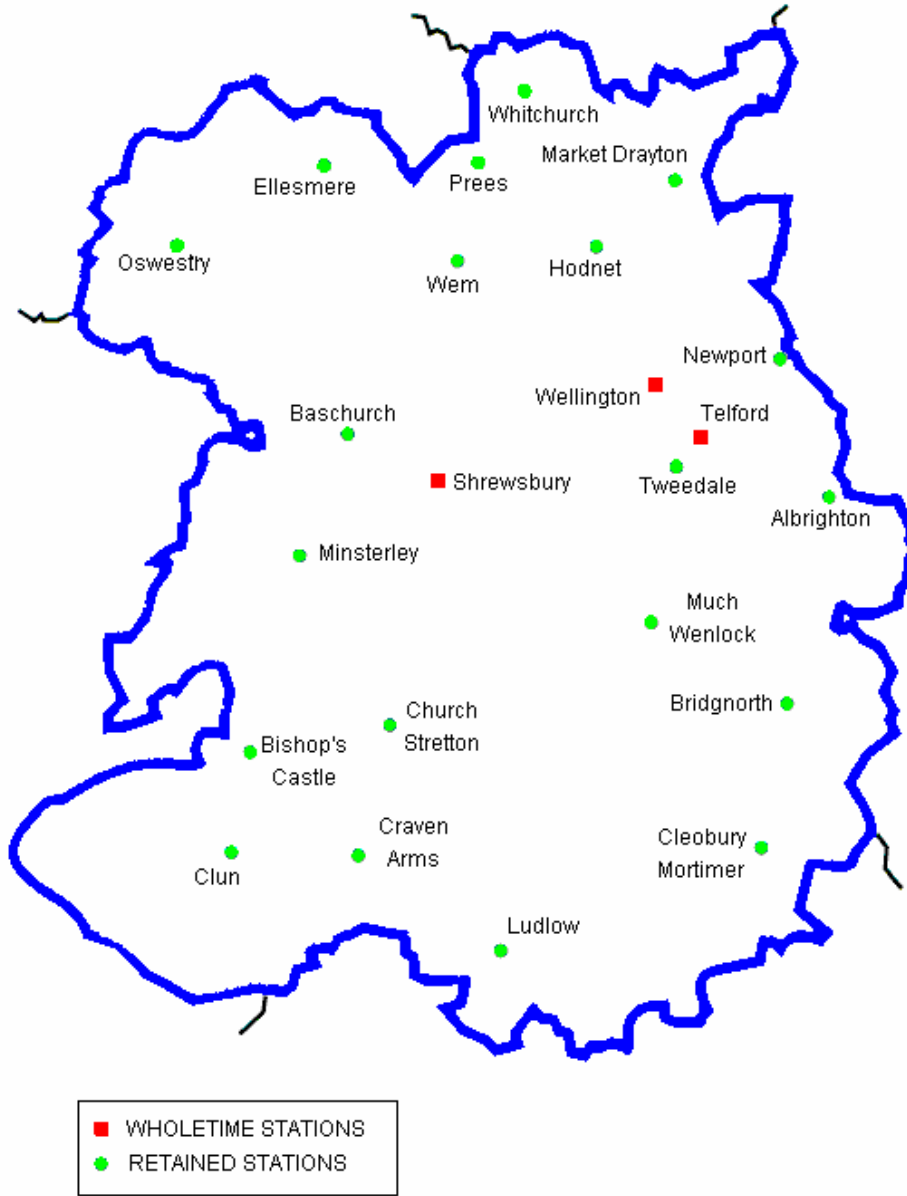 Whitchurch
Market Drayton
Ellesmere
Prees
Oswestry
Wem
Hodnet
Newport
Wellington
Telford
Baschurch
Shrewsbury
Tweedale
Albrighton
Minsterley
Much
Wenlock
Bridgnorth
Church
Stretton
Bishop's
Castle
Craven
Arms
Clun
Cleobury
Mortimer
Ludlow
WHOLETIME STATIONS
RETAINED STATIONS